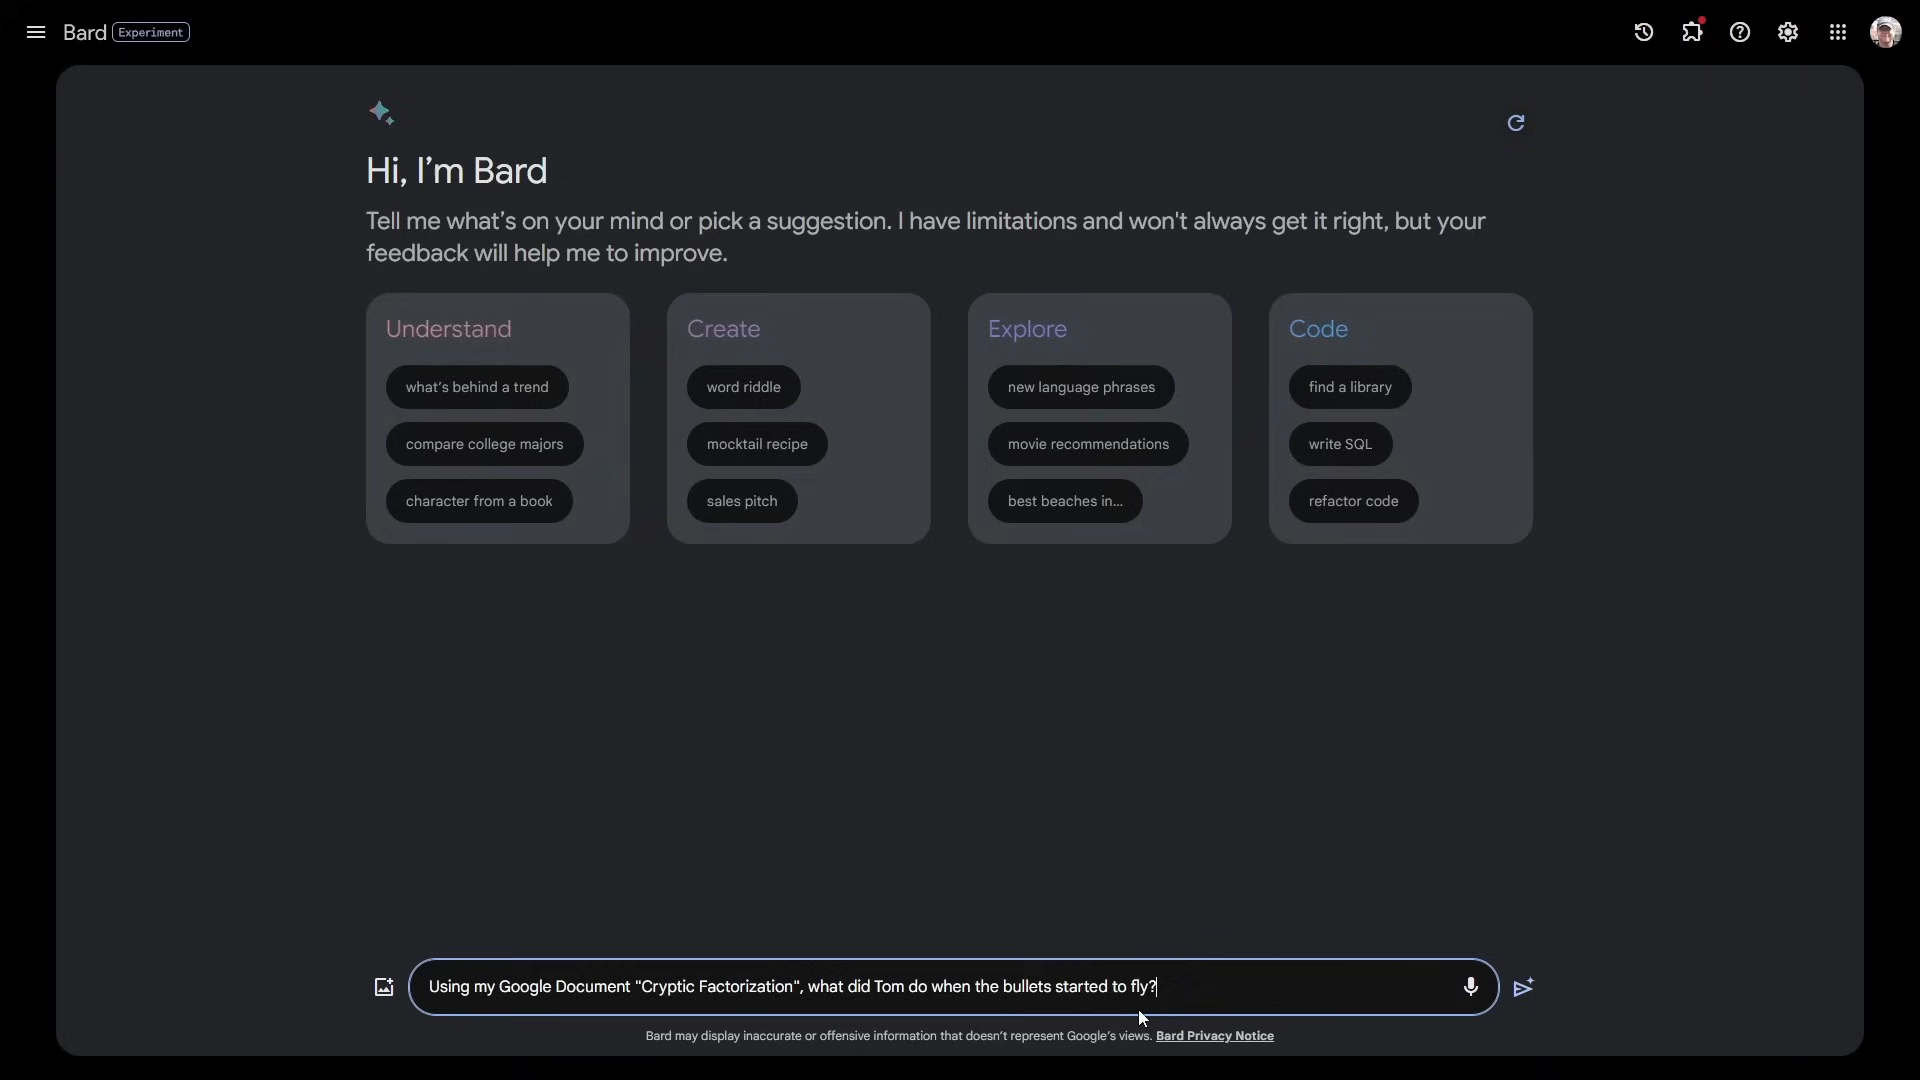 Bard Experiment
Hi, I’m Bard
Tell me what’s on your mind or pick a suggestion. I have limitations and won't always get it right, but your
feedback will help me to improve.
Understand
what’s behind a trend
compare college majors
character from a book
Create
word riddle
mocktail recipe
sales pitch
Explore
new language phrases
movie recommendations
best beaches in...
Code
find a library
write SQL
refactor code
Using my Google Document "Cryptic Factorization", what did Tom do when the bullets started to fly?
Bard may display inaccurate or offensive information that doesn’t represent Google’s views. Bard Privacy Notice